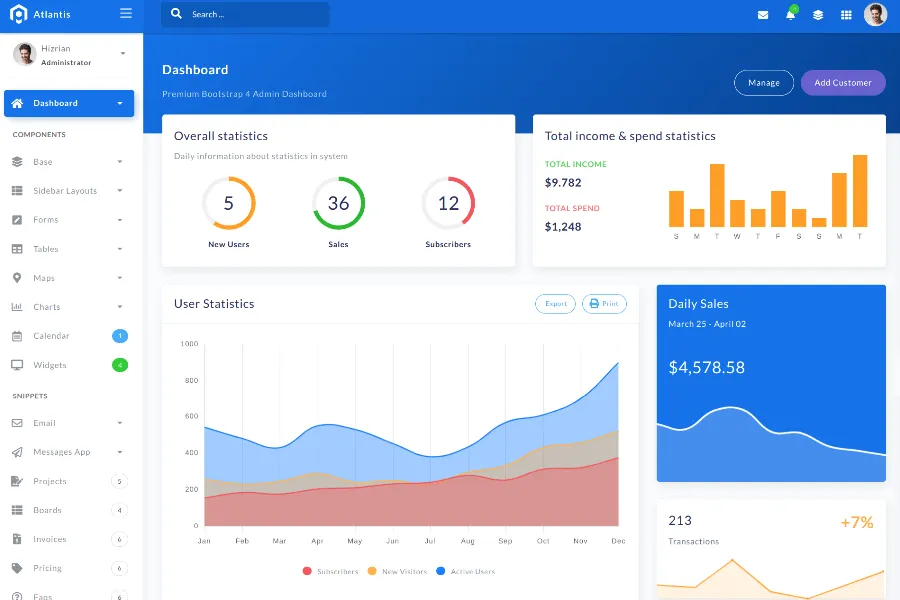 Atlantis
Search ...
4
Hizrian
Administrator
Dashboard
COMPONENTS
Base
Sidebar Layouts
Forms
Tables
Maps
Charts
Calendar 1
Widgets 4
SNIPPETS
Email
Messages App
Projects 5
Boards 4
Invoices 6
Pricing 6
Faqs 6
Dashboard
Premium Bootstrap 4 Admin Dashboard
Manage
Add Customer
Overall statistics
Daily information about statistics in system
5 36 12
New Users Sales Subscribers
Total income & spend statistics
TOTAL INCOME
$9.782
TOTAL SPEND
$1,248
S M T W T F S S M T
User Statistics
Export Print
1000
800
600
400
200
0
Jan Feb Mar Apr May Jun Jul Aug Sep Oct Nov Dec
Subscribers New Visitors Active Users
Daily Sales
March 25 - April 02
$4,578.58
213 +7%
Transactions